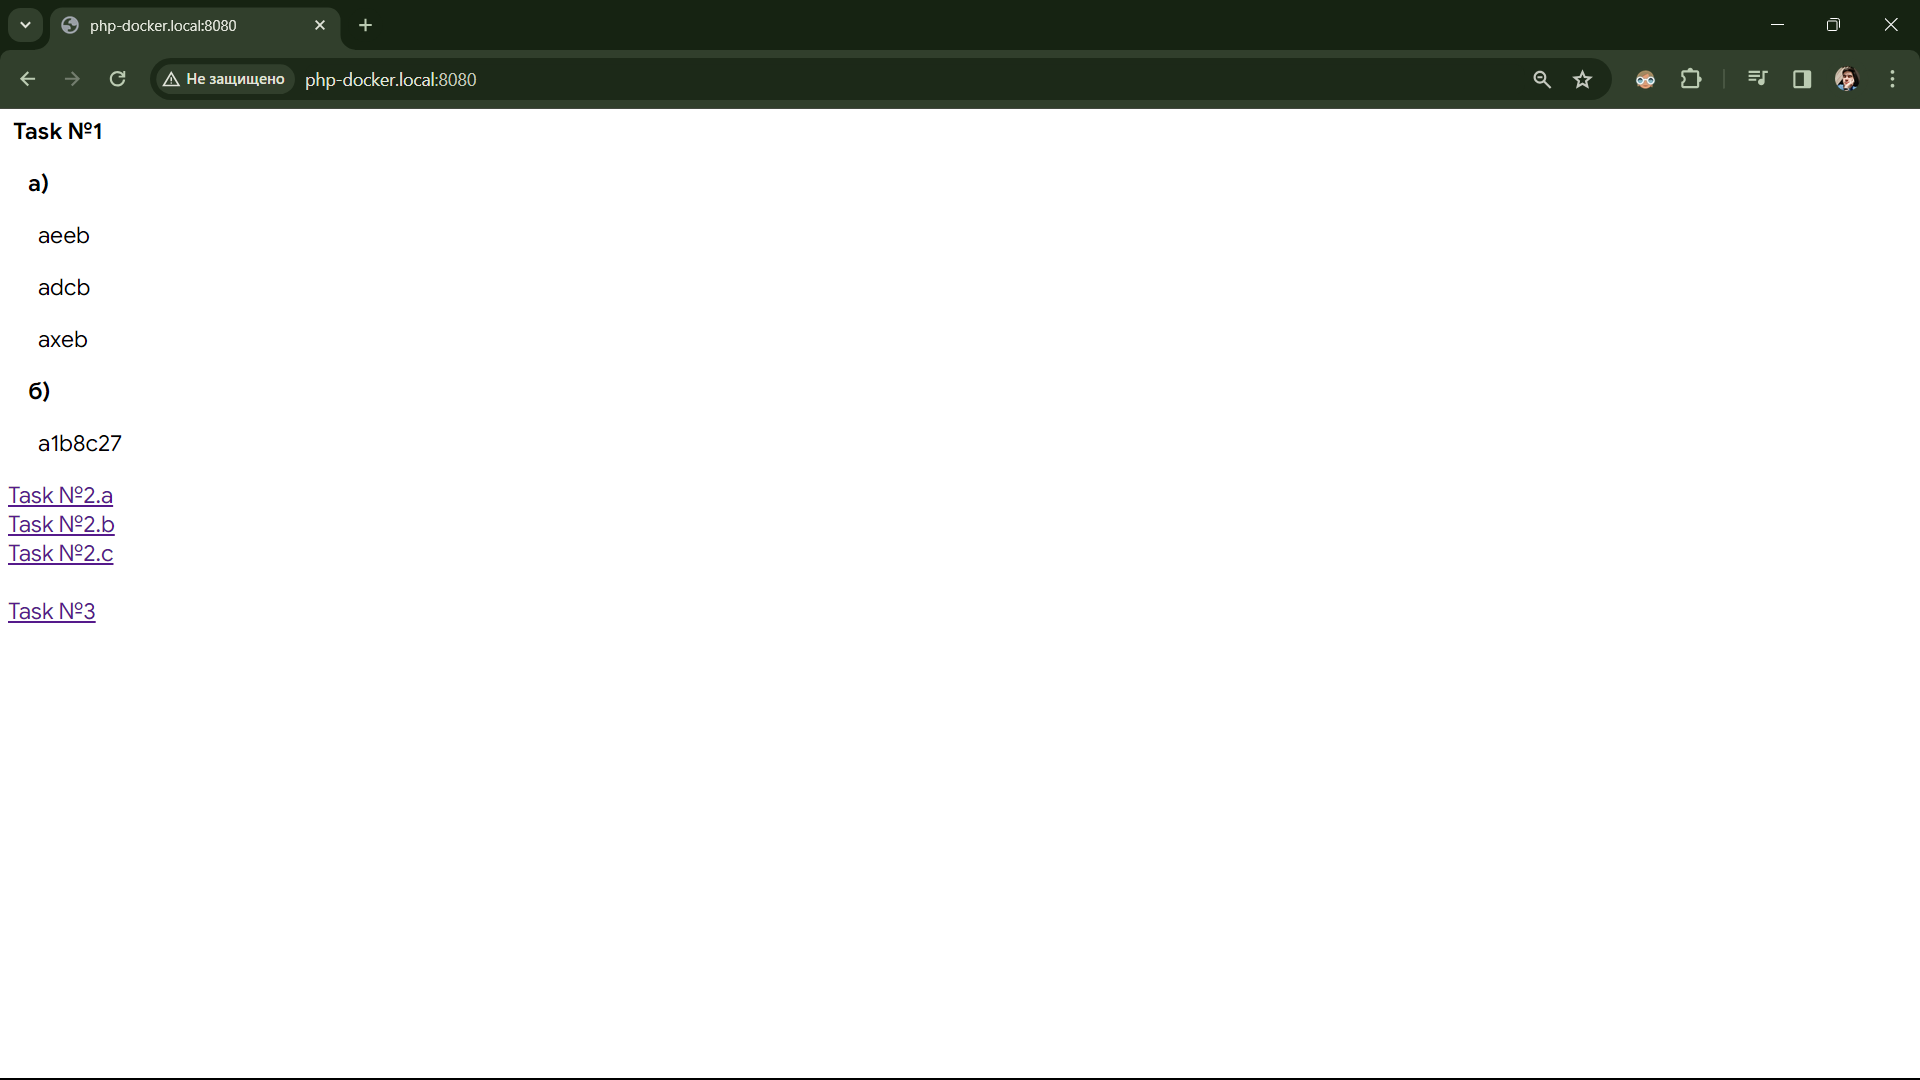 php-docker.local:8080
Не защищено php-docker.local:8080
Task №1
а)
aeeb
adcb
axeb
б)
a1b8c27
Task №2.a
Task №2.b
Task №2.c
Task №3